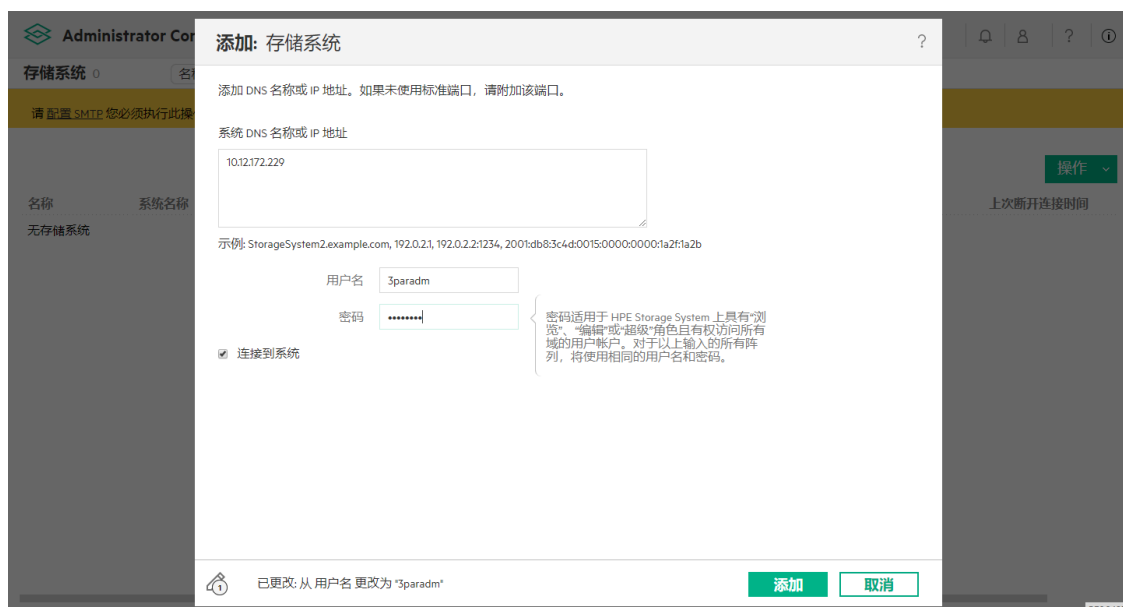 Administrator Con
添加: 存储系统
?
?
存储系统 0
添加 DNS 名称或 IP 地址。如果未使用标准端口，请附加该端口。
请 配置 SMTP 您必须执行此操
系统 DNS 名称或 IP 地址
10.12.172.229
操作
名称
系统名称
上次断开连接时间
无存储系统
示例: StorageSystem2.example.com, 192.0.2.1, 192.0.2.2:1234, 2001:db8:3c4d:0015:0000:0000:1a2f:1a2b
用户名
3paradm
密码
••••••••
密码适用于 HPE Storage System 上具有“浏
览”、“编辑”或“超级”角色且有权访问所有
域的用户帐户。对于以上输入的所有阵
列，将使用相同的用户名和密码。
连接到系统
1
已更改: 从 用户名 更改为 "3paradm"
添加
取消